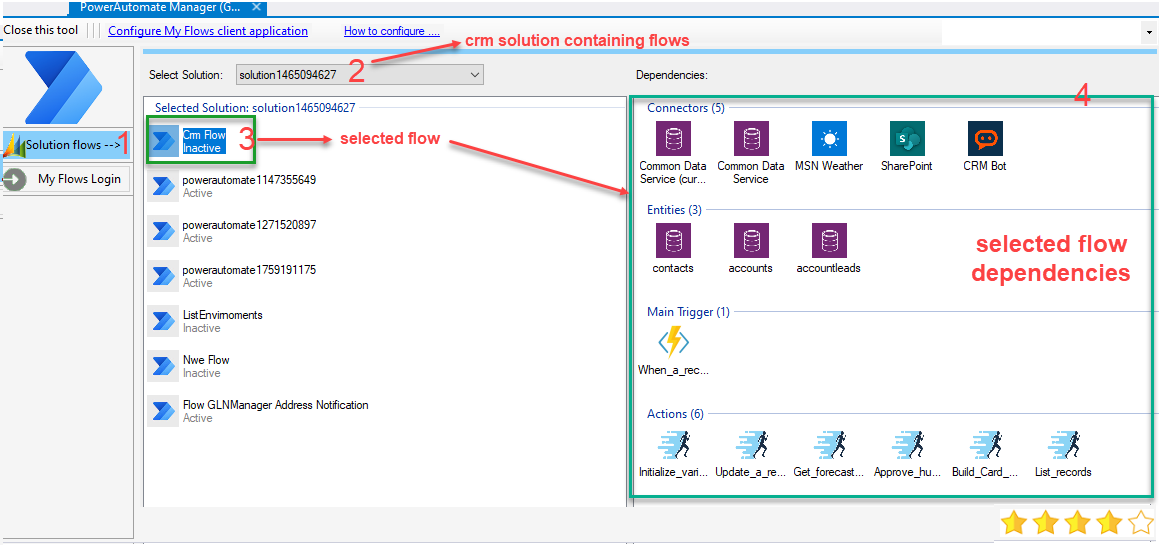 PowerAutomate Manager (G...
Close this tool
Configure My Flows client application
How to configure ....
crm solution containing flows
Select Solution:
solution1465094627
2
Dependencies:
Solution flows -->
1
My Flows Login
Selected Solution: solution1465094627
Crm Flow
Inactive
3
selected flow
powerautomate1147355649
Active
powerautomate1271520897
Active
powerautomate1759191175
Active
ListEnvimoments
Inactive
Nwe Flow
Inactive
Flow GLNManager Address Notification
Active
4
Connectors (5)
Common Data
Service (cur...
Common Data
Service
MSN Weather
SharePoint
CRM Bot
Entities (3)
contacts
accounts
accountleads
selected flow
dependencies
Main Trigger (1)
When_a_rec...
Actions (6)
Initialize_vari...
Update_a_re...
Get_forecast...
Approve_hu...
Build_Card_...
List_records